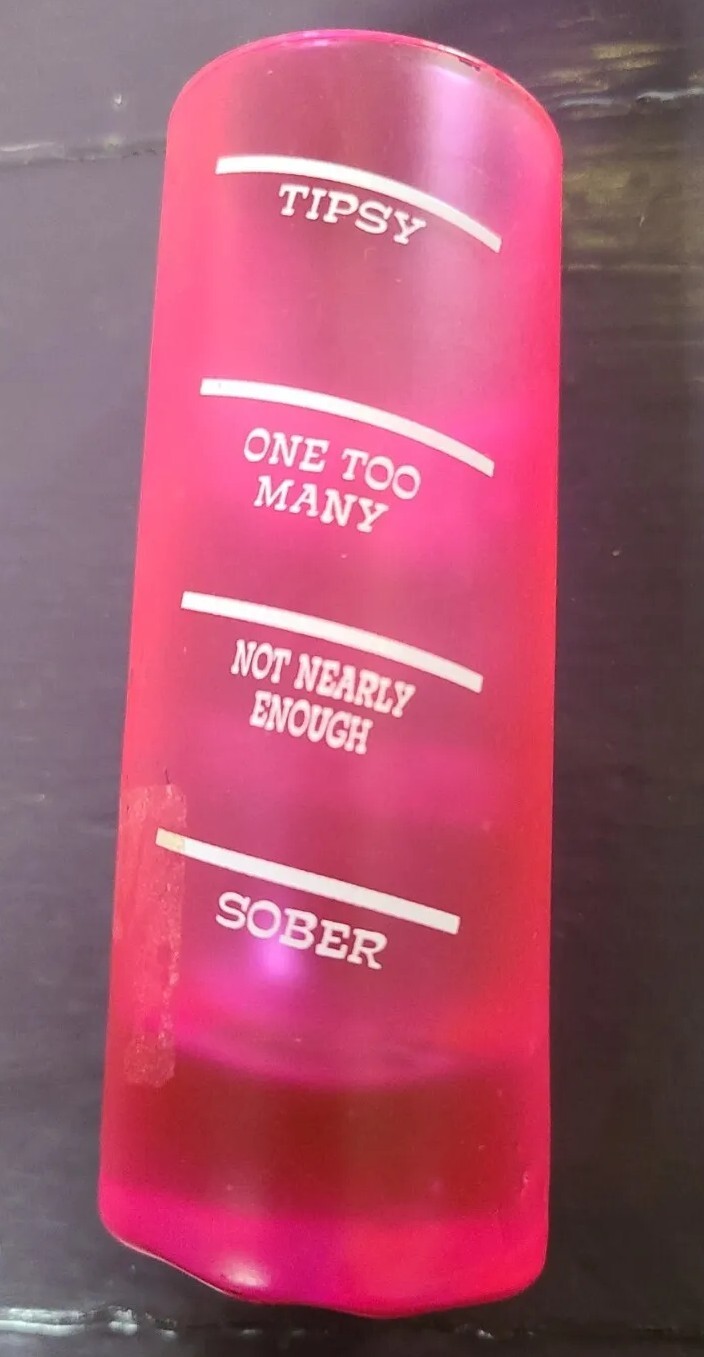 TIPSY
ONE TOO
MANY
NOT NEARLY
ENOUGH
SOBER